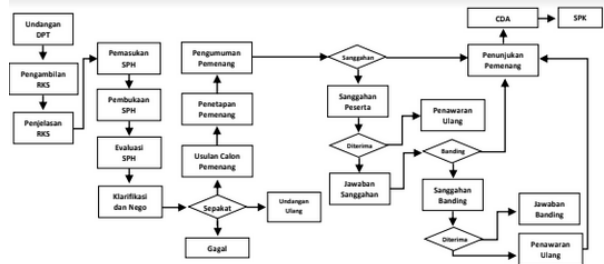 Undangan
DPT
Pengambilan
RKS
Penjelasan
RKS
Pemasukan
SPH
Pembukaan
SPH
Evaluasi
SPH
Klarifikasi
dan Nego
Pengumuman
Pemenang
Penetapan
Pemenang
Usulan Calon
Pemenang
Sepakat
Gagal
Undangan
Ulang
Sanggahan
Sanggahan
Peserta
Diterima
Jawaban
Sanggahan
Penawaran
Ulang
Banding
Sanggahan
Banding
Diterima
Jawaban
Banding
Penawaran
Ulang
Penunjukan
Pemenang
CDA
SPK